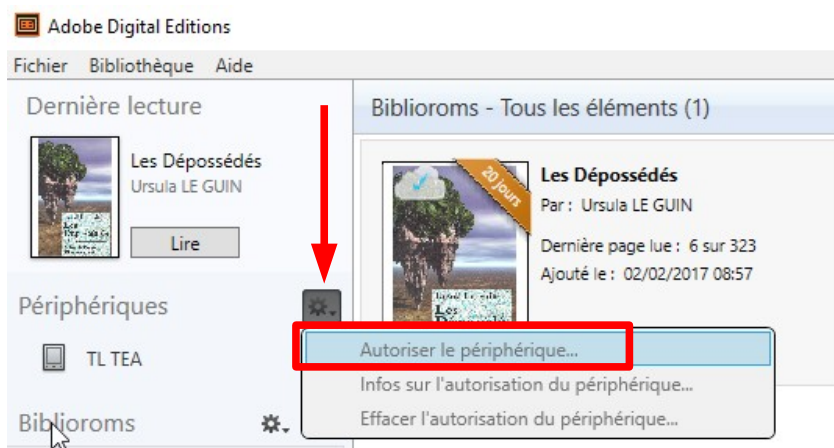 Adobe Digital Editions
Fichier Bibliothèque Aide
Dernière lecture
Les Dépossédés
Ursula LE GUIN
Lire
Périphériques
TL TEA
Biblioroms
Biblioroms - Tous les éléments (1)
20 Jours
Les Dépossédés
Par : Ursula LE GUIN
Dernière page lue : 6 sur 323
Ajouté le : 02/02/2017 08:57
Autoriser le périphérique...
Infos sur l'autorisation du périphérique...
Effacer l'autorisation du périphérique...